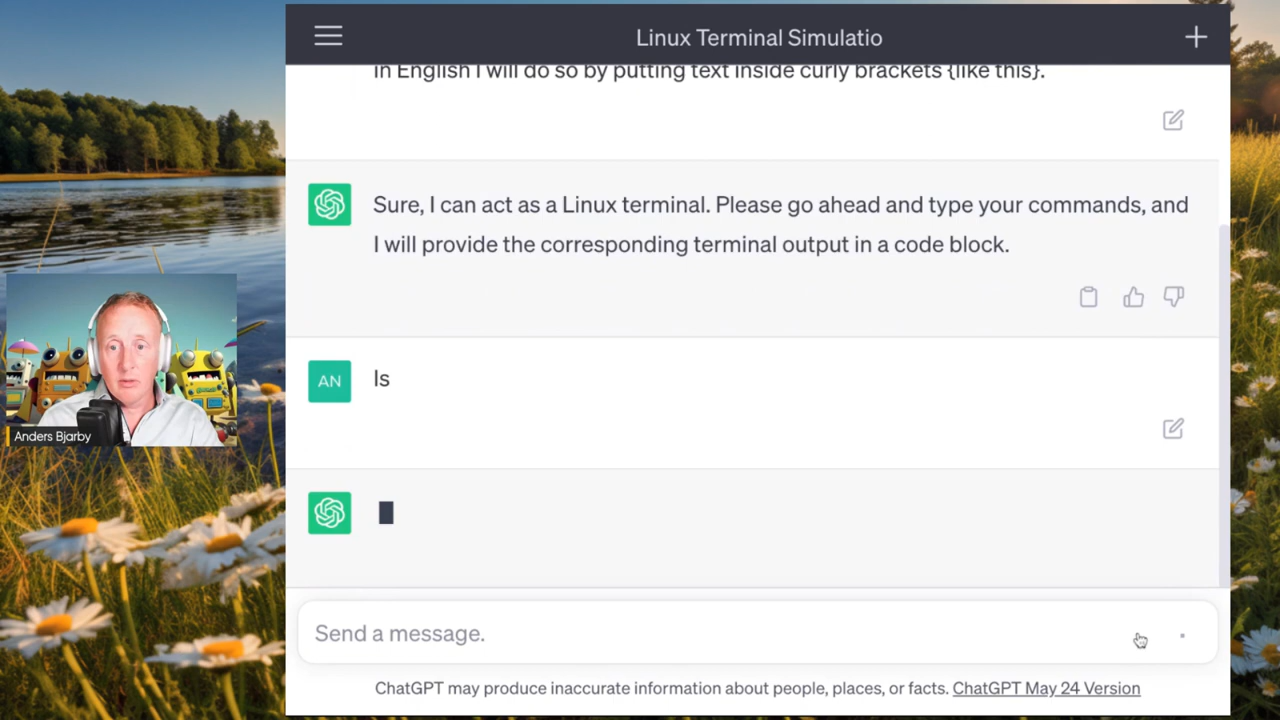 Linux Terminal Simulatio
in English I will do so by putting text inside curly brackets {like this}.
Sure, I can act as a Linux terminal. Please go ahead and type your commands, and
I will provide the corresponding terminal output in a code block.
AN
ls
Anders Bjarby
Send a message.
ChatGPT may produce inaccurate information about people, places, or facts. ChatGPT May 24 Version